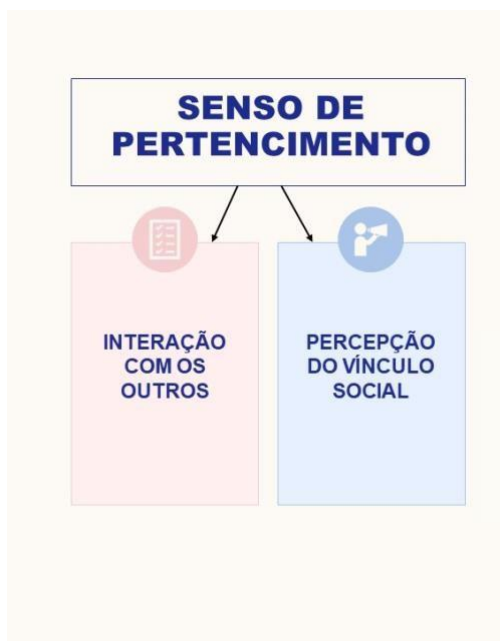 SENSO DE
PERTENCIMENTO
INTERAÇÃO
COM OS
OUTROS
PERCEPÇÃO
DO VÍNCULO
SOCIAL